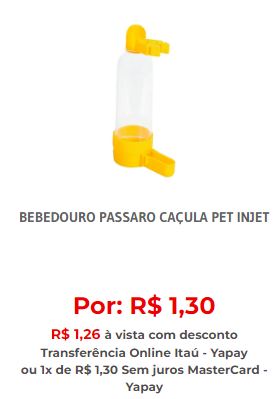 BEBEDOURO PASSARO CAÇULA PET INJET
Por: R$ 1,30
R$ 1,26 à vista com desconto
Transferência Online Itaú - Yapay
ou 1x de R$ 1,30 Sem juros MasterCard -
Yapay